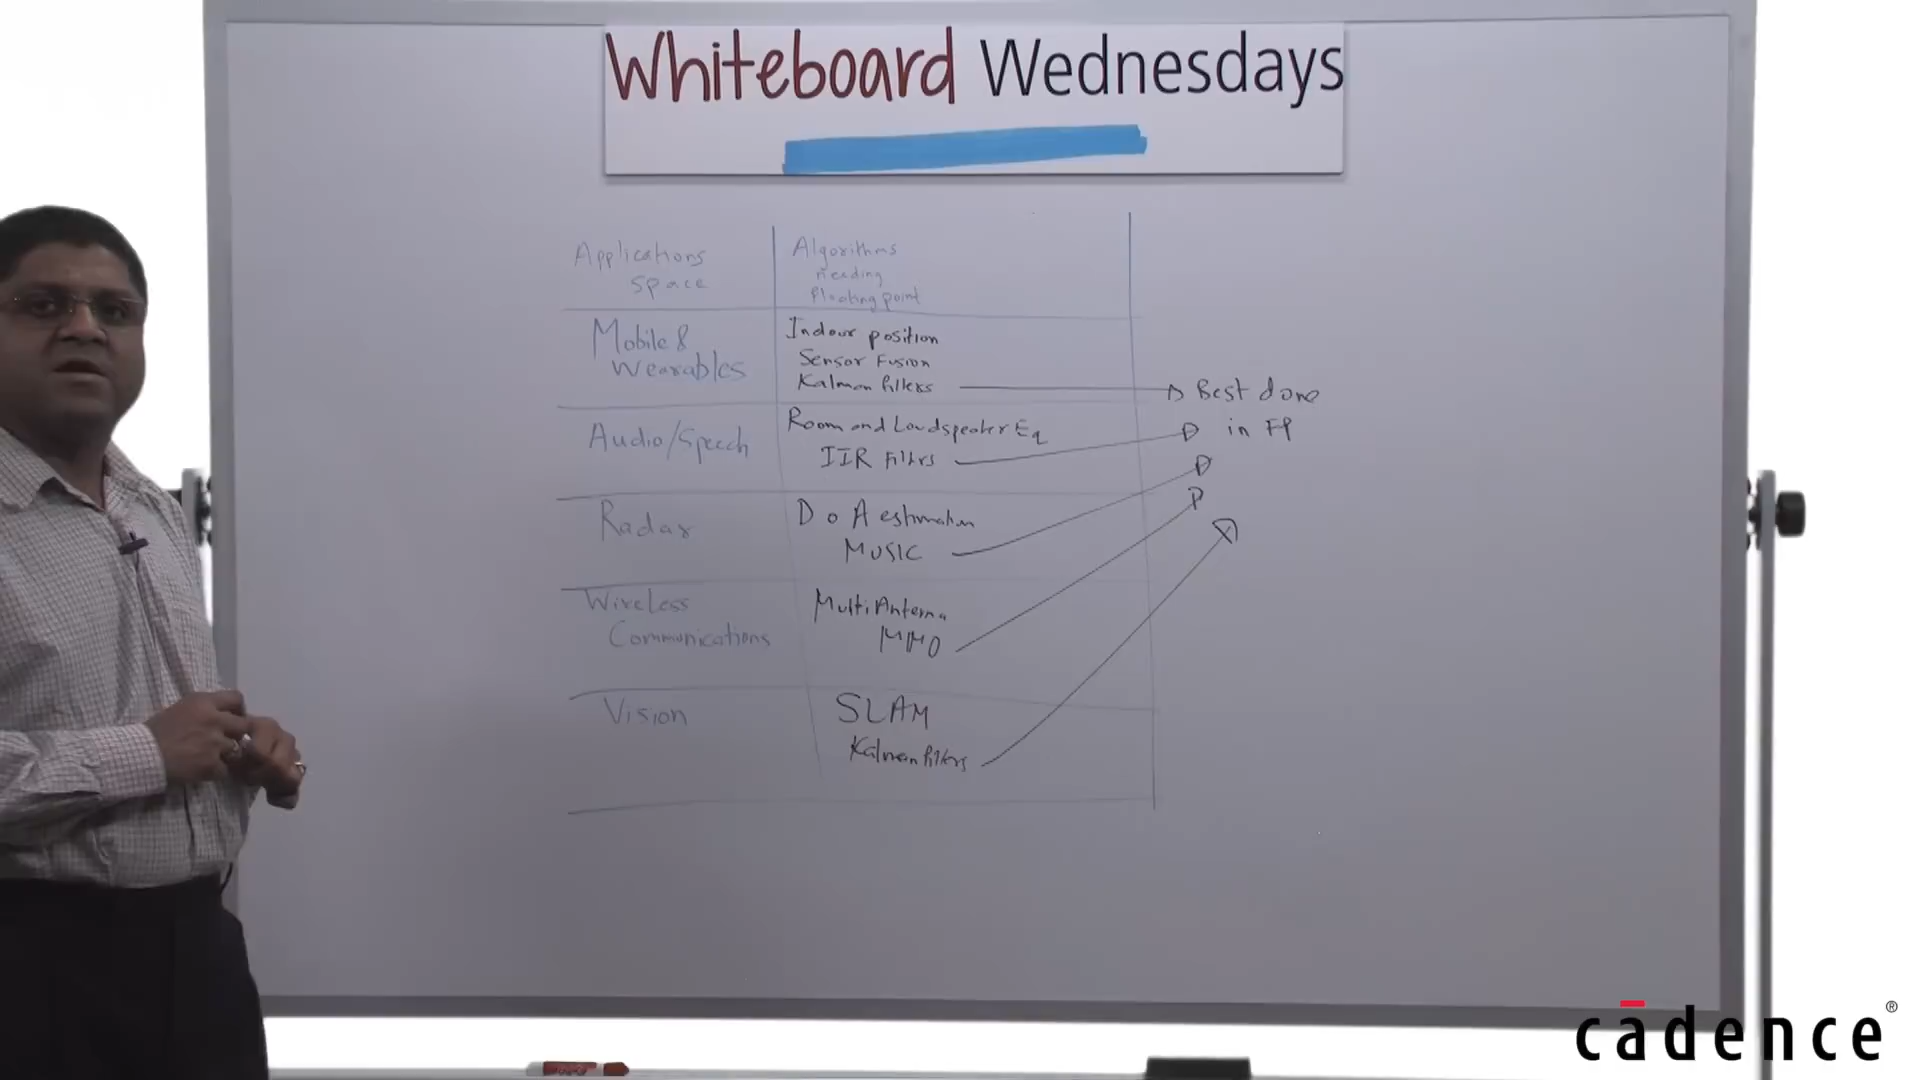 Whiteboard Wednesdays
Applications
space
Algorithms
needing
floating point
Mobile &
Wearables
Indoor position
Sensor Fusion
Kalman filters
Best done
in FP
Audio/Speech
Room and Loudspeaker Eq
IIR Filters
Radar
DoA estimation
MUSIC
Wireless
Communications
MultiAntenna
MIMO
Vision
SLAM
Kalman filters
cādence®